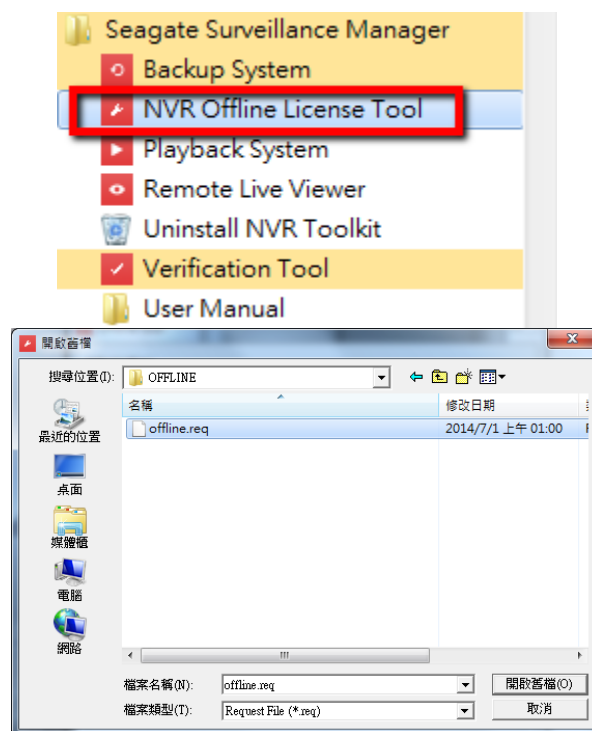 Seagate Surveillance Manager
Backup System
NVR Offline License Tool
Playback System
Remote Live Viewer
Uninstall NVR Toolkit
Verification Tool
User Manual
開啟舊檔
搜尋位置(I): OFFLINE
名稱 修改日期
offline.req 2014/7/1 上午 01:00
最近的位置
桌面
媒體櫃
電腦
網路
檔案名稱(N): offline.req 開啟舊檔(O)
檔案類型(T): Request File (*.req) 取消